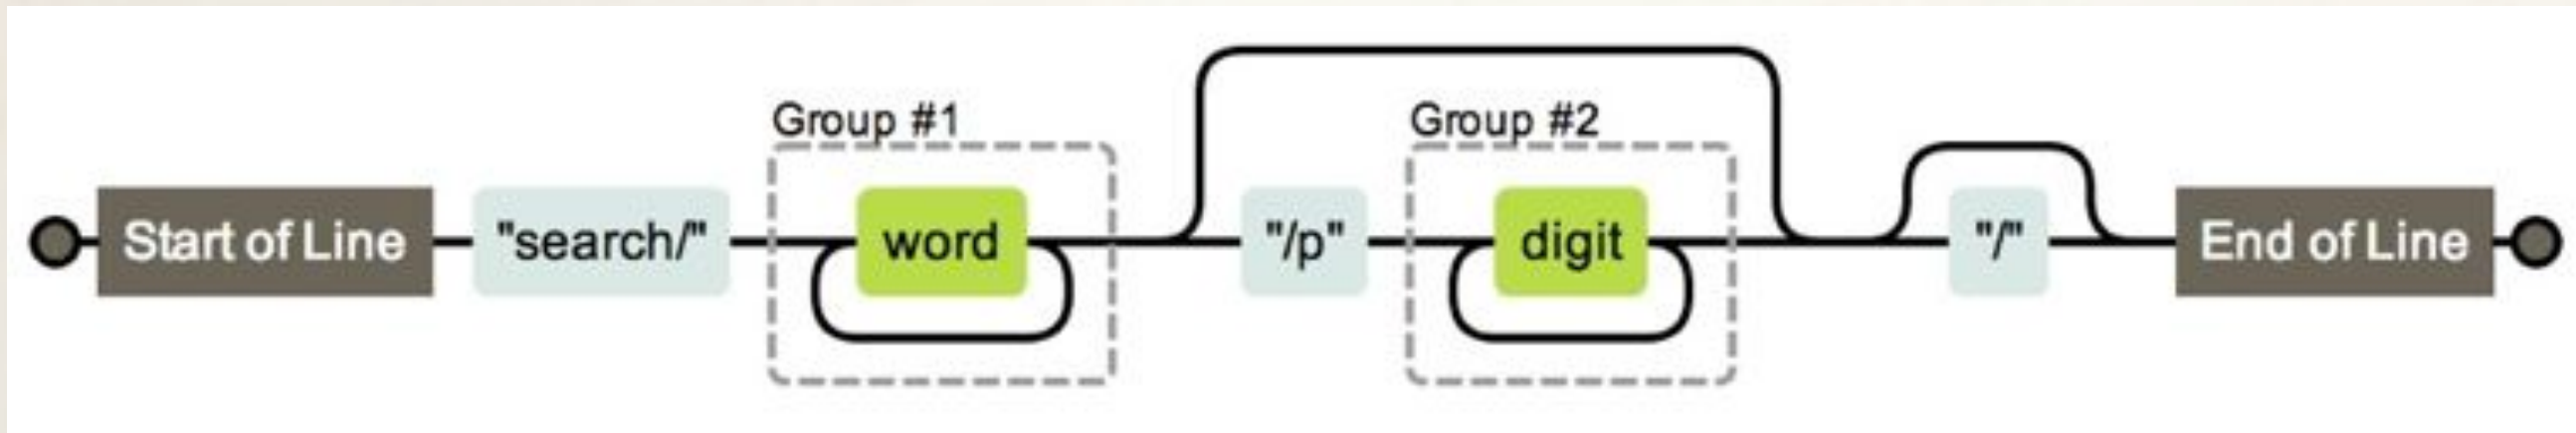 Group #1
Group #2
Start of Line "search/" word "/p" digit "/" End of Line